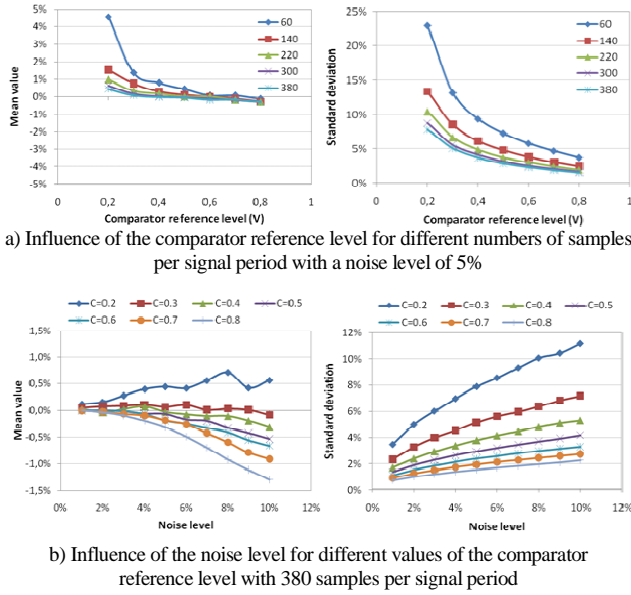 5%
4%
3%
2%
1%
0%
-1%
-2%
-3%
-4%
-5%
Mean value
0 0,2 0,4 0,6 0,8 1
Comparator reference level (V)
60
140
220
300
380
25%
20%
15%
10%
5%
0%
Standard deviation
0 0,2 0,4 0,6 0,8 1
Comparator reference level (V)
60
140
220
300
380
a) Influence of the comparator reference level for different numbers of samples
per signal period with a noise level of 5%
C=0.2 C=0.3 C=0.4 C=0.5
C=0.6 C=0.7 C=0.8
1,5%
1,0%
0,5%
0,0%
-0,5%
-1,0%
-1,5%
Mean value
0% 2% 4% 6% 8% 10% 12%
Noise level
C=0.2 C=0.3 C=0.4 C=0.5
C=0.6 C=0.7 C=0.8
12%
10%
8%
6%
4%
2%
0%
Standard deviation
0% 2% 4% 6% 8% 10% 12%
Noise level
b) Influence of the noise level for different values of the comparator
reference level with 380 samples per signal period